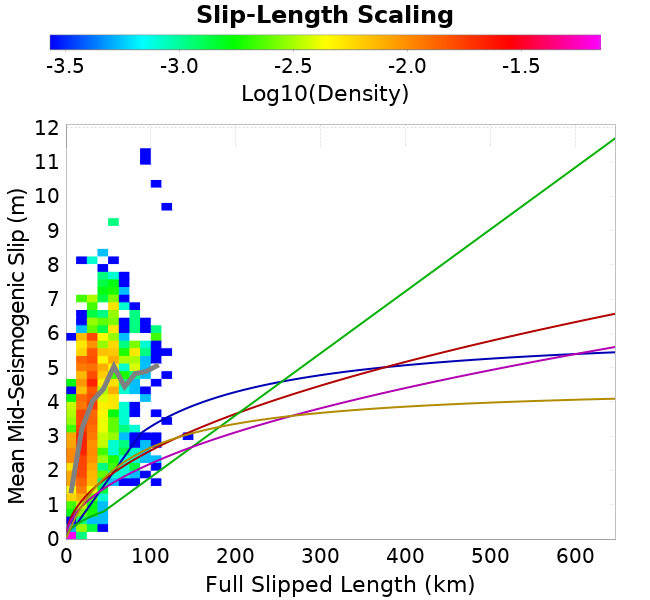 Slip-Length Scaling
-3.5 -3.0 -2.5 -2.0 -1.5
Log10(Density)
Mean Mid-Seismogenic Slip (m)
12
11
10
9
8
7
6
5
4
3
2
1
0
0 100 200 300 400 500 600
Full Slipped Length (km)